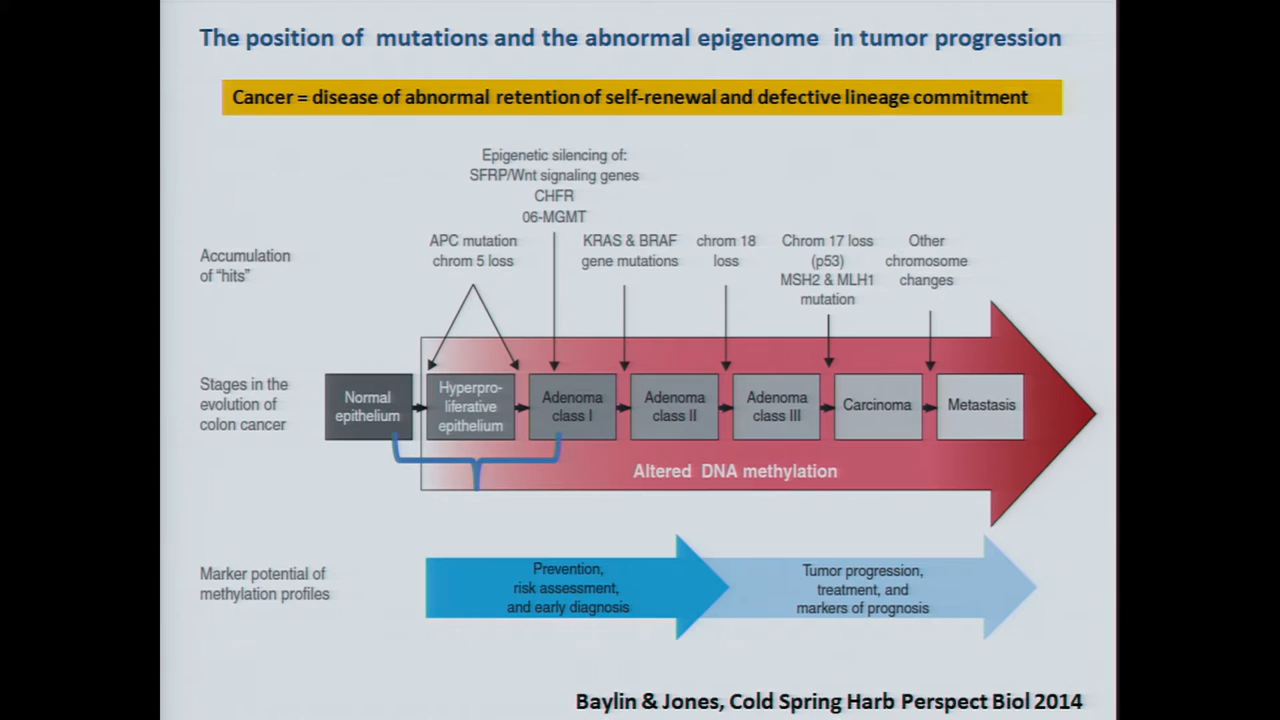 The position of mutations and the abnormal epigenome in tumor progression
Cancer = disease of abnormal retention of self-renewal and defective lineage commitment
Epigenetic silencing of:
SFRP/Wnt signaling genes
CHFR
06-MGMT
Accumulation
of "hits"
APC mutation
chrom 5 loss
KRAS & BRAF
gene mutations
chrom 18
loss
Chrom 17 loss
(p53)
MSH2 & MLH1
mutation
Other
chromosome
changes
Stages in the
evolution of
colon cancer
Normal
epithelium
Hyperpro-
liferative
epithelium
Adenoma
class I
Adenoma
class II
Adenoma
class III
Carcinoma
Metastasis
Altered DNA methylation
Marker potential of
methylation profiles
Prevention,
risk assessment,
and early diagnosis
Tumor progression,
treatment, and
markers of prognosis
Baylin & Jones, Cold Spring Harb Perspect Biol 2014